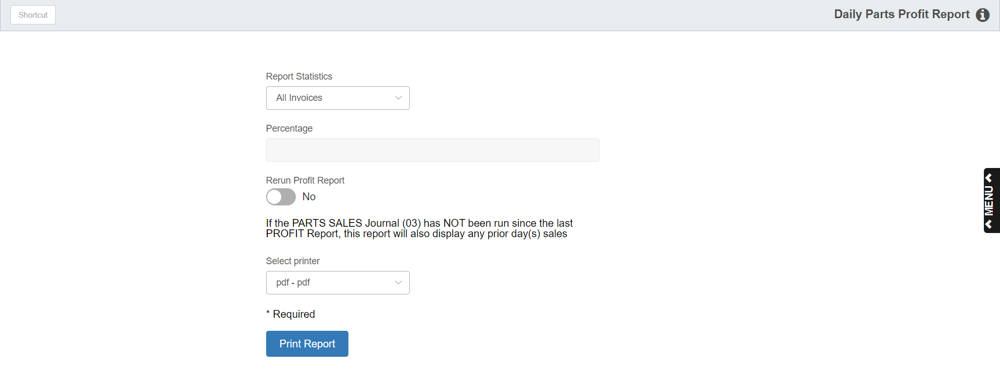 Shortcut
Daily Parts Profit Report
Report Statistics
All Invoices
Percentage
Rerun Profit Report
No
If the PARTS SALES Journal (03) has NOT been run since the last
PROFIT Report, this report will also display any prior day(s) sales
Select printer
pdf - pdf
* Required
Print Report
MENU